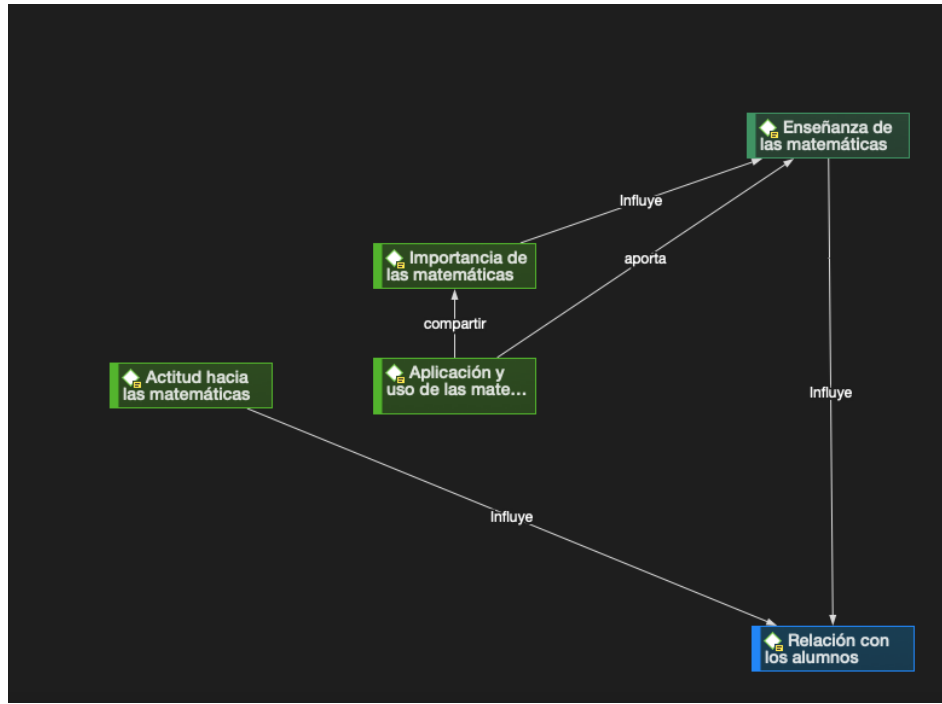 Enseñanza de
las matemáticas
Influye
Importancia de
las matemáticas
aporta
compartir
Aplicación y
uso de las mate...
Actitud hacia
las matemáticas
Influye
Influye
Relación con
los alumnos